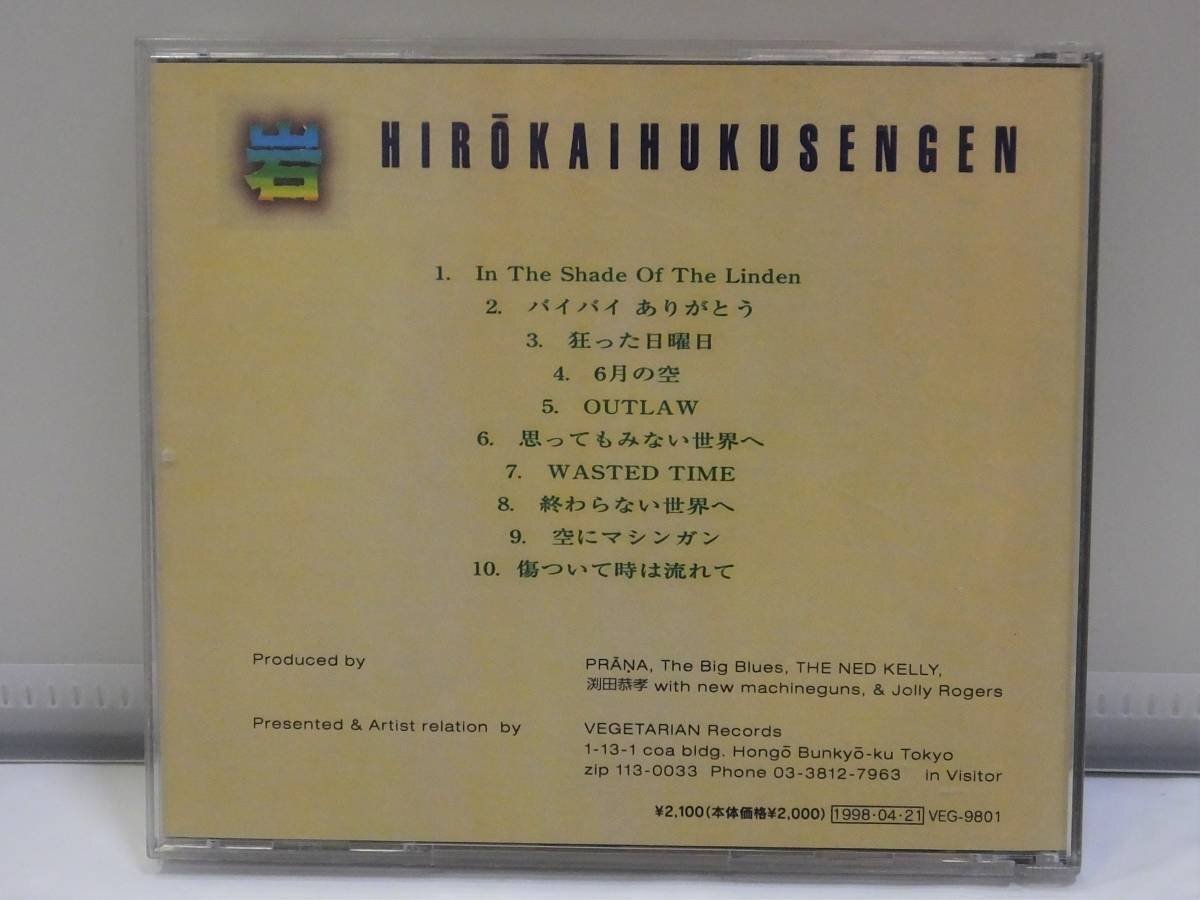 岩 HIRŌKAIHUKUSENGEN
1. In The Shade Of The Linden
2. バイバイ ありがとう
3. 狂った日曜日
4. 6月の空
5. OUTLAW
6. 思ってもみない世界へ
7. WASTED TIME
8. 終わらない世界へ
9. 空にマシンガン
10. 傷ついて時は流れて
Produced by PRĀṆA, The Big Blues, THE NED KELLY,
渕田恭孝 with new machineguns, & Jolly Rogers
Presented & Artist relation by VEGETARIAN Records
1-13-1 coa bldg. Hongō Bunkyō-ku Tokyo
zip 113-0033 Phone 03-3812-7963 in Visitor
¥2,100(本体価格¥2,000) 1998・04・21 VEG-9801